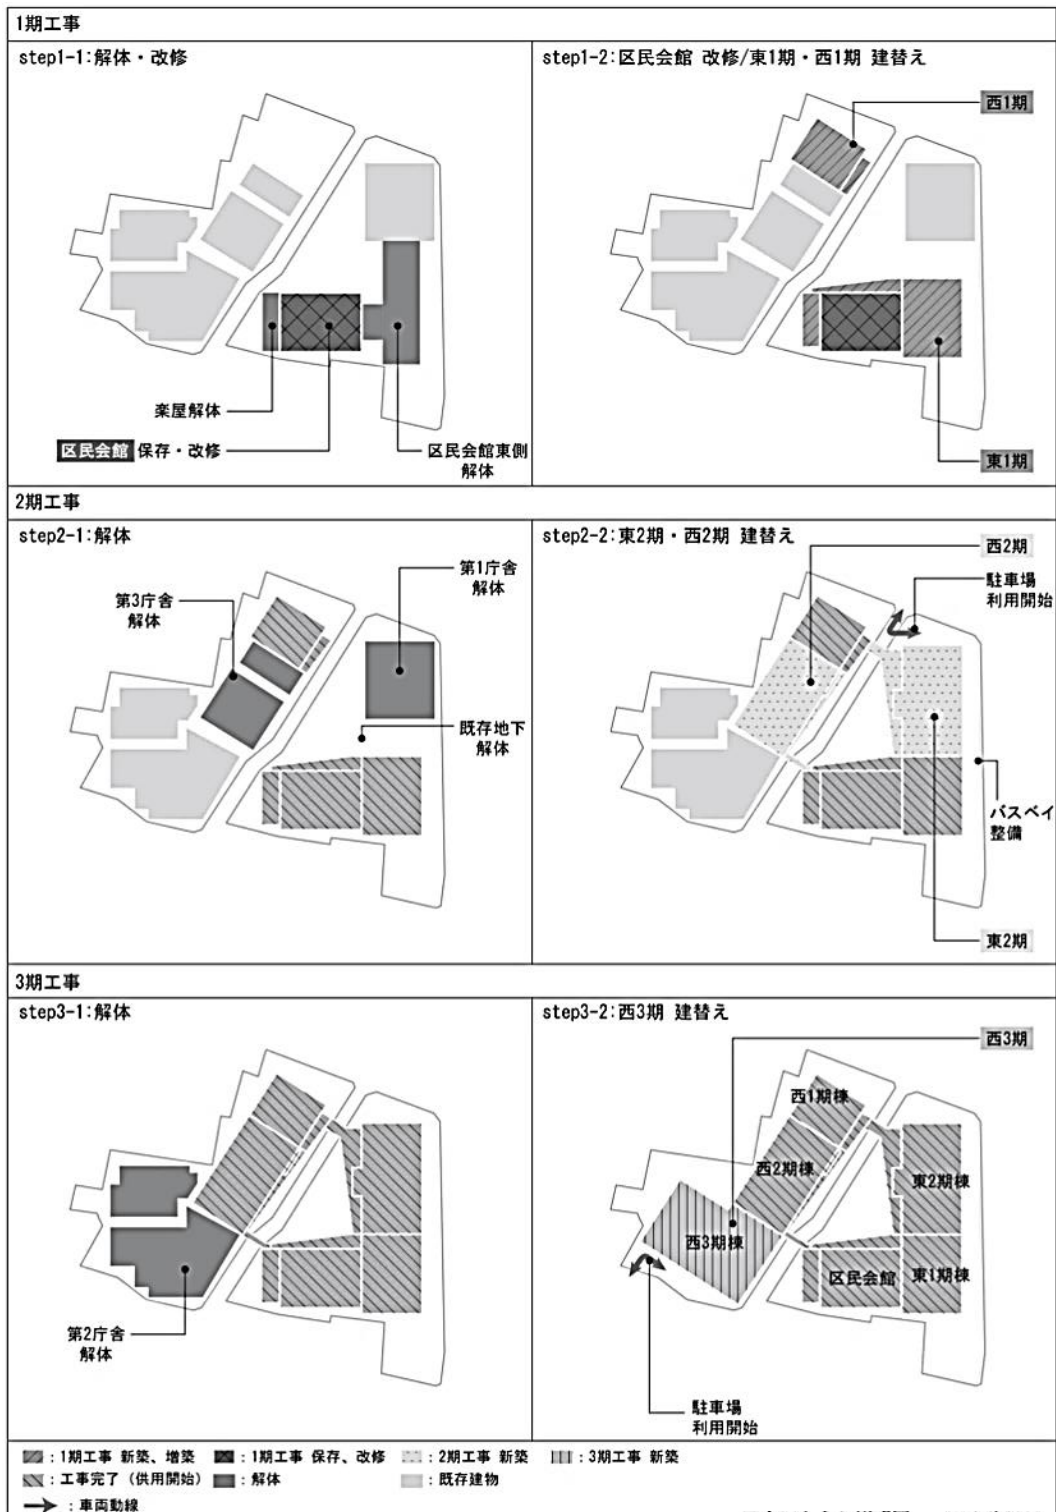 1期工事
step1-1:解体・改修
楽屋解体
区民会館 保存・改修
区民会館東側
解体
step1-2:区民会館 改修/東1期・西1期 建替え
西1期
東1期
2期工事
step2-1:解体
第3庁舎
解体
第1庁舎
解体
既存地下
解体
step2-2:東2期・西2期 建替え
西2期
駐車場
利用開始
バスベイ
整備
東2期
3期工事
step3-1:解体
第2庁舎
解体
step3-2:西3期 建替え
西3期
西1期棟
西2期棟
東2期棟
西3期棟
区民会館
東1期棟
駐車場
利用開始
:1期工事 新築、増築 :1期工事 保存、改修 :2期工事 新築 :3期工事 新築
:工事完了(供用開始) :解体 :既存建物
:車両動線